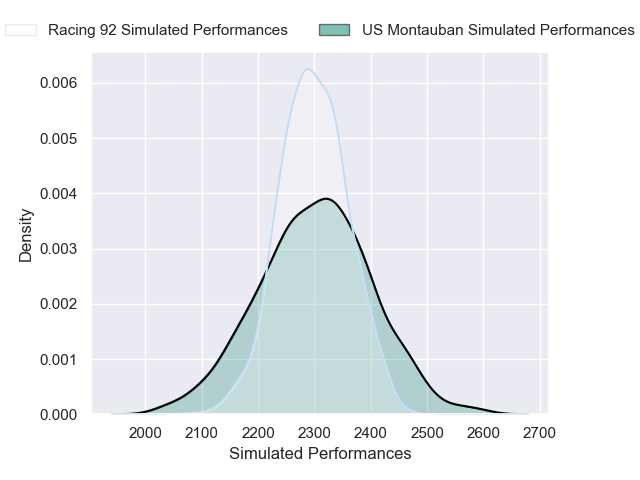 Racing 92 Simulated Performances
US Montauban Simulated Performances
0.006
0.005
0.004
0.003
0.002
0.001
0.000
Density
2000 2100 2200 2300 2400 2500 2600 2700
Simulated Performances